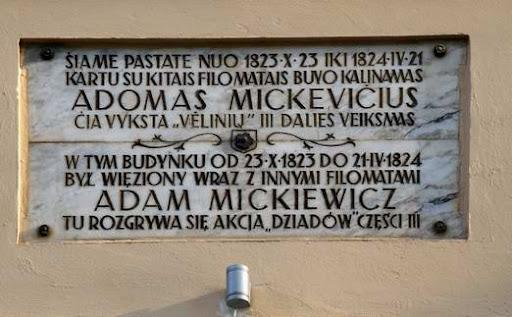 ŠIAME PASTATE NUO 1823·X·23 IKI 1824·IV·21
KARTU SU KITAIS FILOMATAIS BUVO KALINAMAS
ADOMAS MICKEVIČIUS
ČIA VYKSTA „VĖLINIŲ” III DALIES VEIKSMAS
W TYM BUDYNKU OD 23·X·1823 DO 21·IV·1824
BYŁ WIĘZIONY WRAZ Z INNYMI FILOMATAMI
ADAM MICKIEWICZ
TU ROZGRYWA SIĘ AKCJA „DZIADÓW” CZĘŚCI III